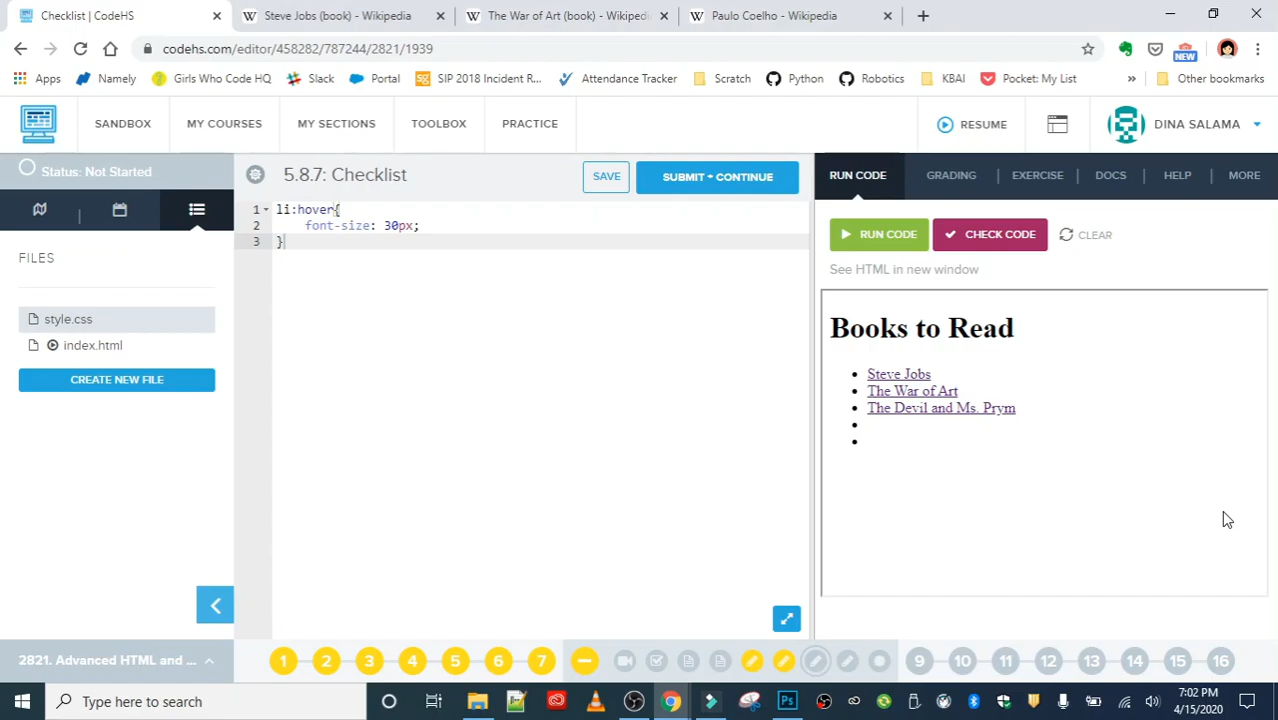 Checklist | CodeHS
Steve Jobs (book) - Wikipedia
The War of Art (book) - Wikiped
Paulo Coelho - Wikipedia
codehs.com/editor/458282/787244/2821/1939
NEW
Apps
Namely
Girls Who Code HQ
Slack
Portal
SIP 2018 Incident R...
Attendance Tracker
Scratch
Python
Robotics
KBAI
Pocket: My List
»
Other bookmarks
SANDBOX
MY COURSES
MY SECTIONS
TOOLBOX
PRACTICE
RESUME
DINA SALAMA
Status: Not Started
5.8.7: Checklist
SAVE
SUBMIT + CONTINUE
RUN CODE
GRADING
EXERCISE
DOCS
HELP
MORE
FILES
style.css
index.html
CREATE NEW FILE
1 li:hover{
2 font-size: 30px;
3 }
RUN CODE
CHECK CODE
CLEAR
See HTML in new window
Books to Read
• Steve Jobs
• The War of Art
• The Devil and Ms. Prym
•
•
2821. Advanced HTML and ...
1 2 3 4 5 6 7 9 10 11 12 13 14 15 16
Type here to search
Ps
7:02 PM
4/15/2020